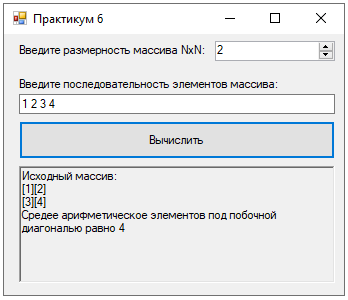 Практикум 6
Введите размерность массива NxN: 2
Введите последовательность элементов массива:
1 2 3 4
Вычислить
Исходный массив:
[1][2]
[3][4]
Средее арифметическое элементов под побочной
диагональю равно 4